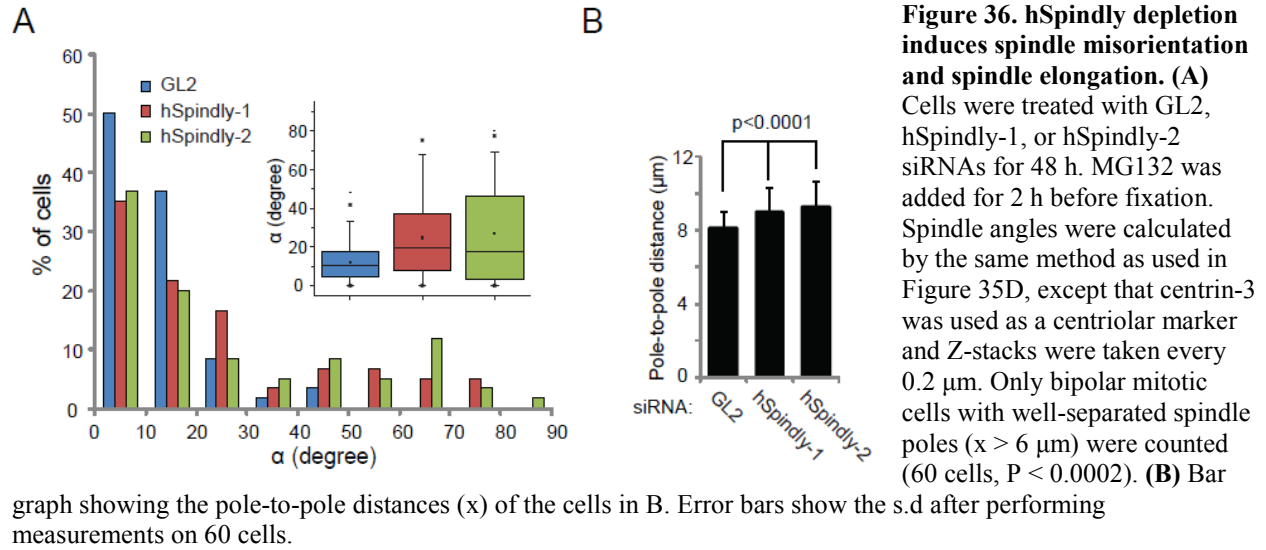 A
60
50
40
30
20
10
0
% of cells
GL2
hSpindly-1
hSpindly-2
80
60
40
20
0
α (degree)
0 10 20 30 40 50 60 70 80 90
α (degree)
B
p<0.0001
12
8
4
0
Pole-to-pole distance (µm)
siRNA:
GL2
hSpindly-1
hSpindly-2
Figure 36. hSpindly depletion
induces spindle misorientation
and spindle elongation. (A)
Cells were treated with GL2,
hSpindly-1, or hSpindly-2
siRNAs for 48 h. MG132 was
added for 2 h before fixation.
Spindle angles were calculated
by the same method as used in
Figure 35D, except that centrin-3
was used as a centriolar marker
and Z-stacks were taken every
0.2 µm. Only bipolar mitotic
cells with well-separated spindle
poles (x > 6 µm) were counted
(60 cells, P < 0.0002). (B) Bar
graph showing the pole-to-pole distances (x) of the cells in B. Error bars show the s.d after performing
measurements on 60 cells.